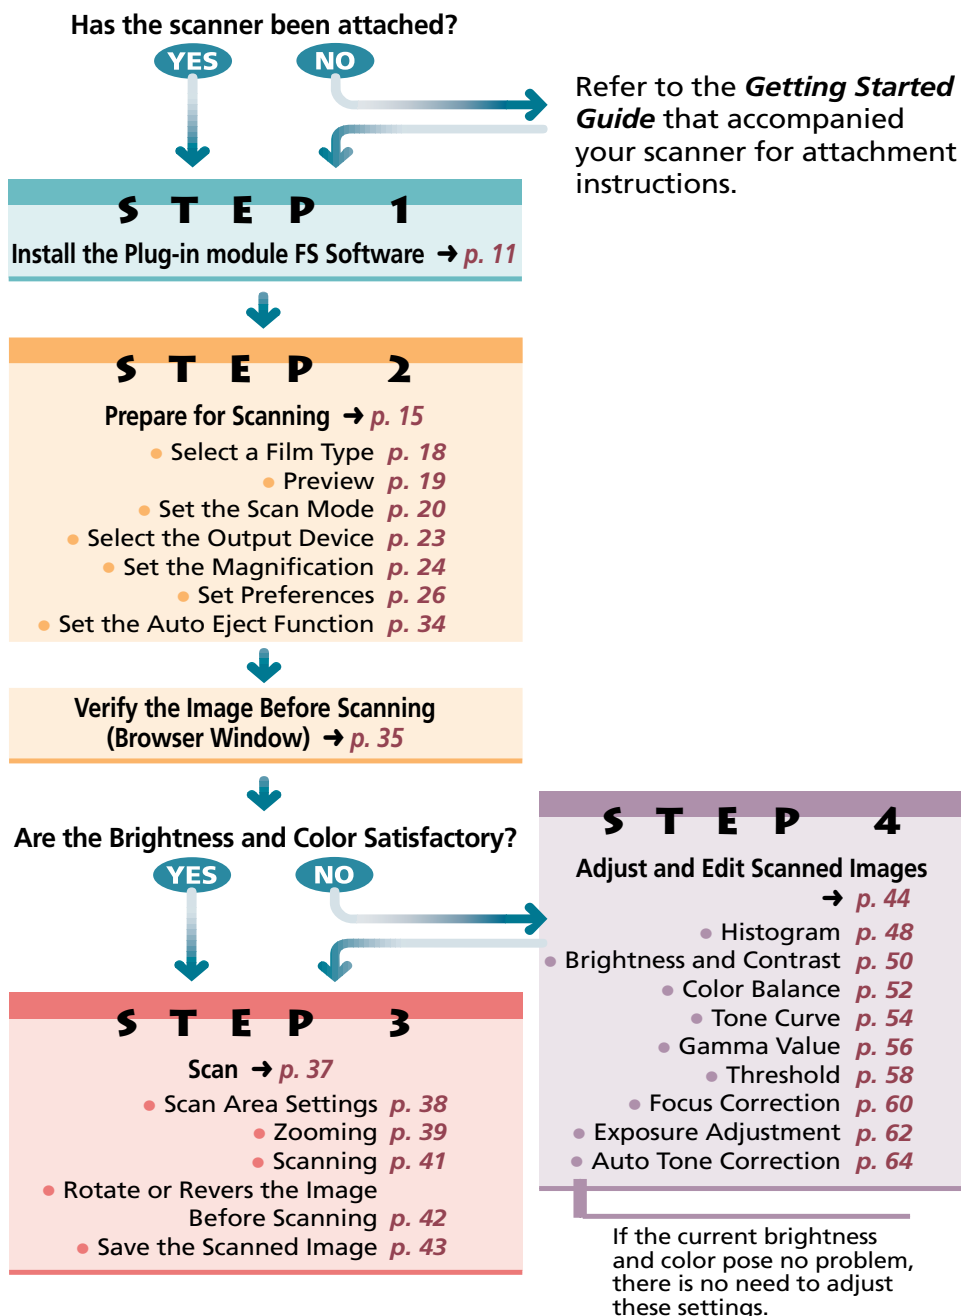 Has the scanner been attached?
YES NO
Refer to the Getting Started
Guide that accompanied
your scanner for attachment
instructions.
STEP 1
Install the Plug-in module FS Software ➜ p. 11
STEP 2
Prepare for Scanning ➜ p. 15
• Select a Film Type p. 18
• Preview p. 19
• Set the Scan Mode p. 20
• Select the Output Device p. 23
• Set the Magnification p. 24
• Set Preferences p. 26
• Set the Auto Eject Function p. 34
Verify the Image Before Scanning
(Browser Window) ➜ p. 35
Are the Brightness and Color Satisfactory?
YES NO
STEP 3
Scan ➜ p. 37
• Scan Area Settings p. 38
• Zooming p. 39
• Scanning p. 41
• Rotate or Revers the Image
Before Scanning p. 42
• Save the Scanned Image p. 43
STEP 4
Adjust and Edit Scanned Images
➜ p. 44
• Histogram p. 48
• Brightness and Contrast p. 50
• Color Balance p. 52
• Tone Curve p. 54
• Gamma Value p. 56
• Threshold p. 58
• Focus Correction p. 60
• Exposure Adjustment p. 62
• Auto Tone Correction p. 64
If the current brightness
and color pose no problem,
there is no need to adjust
these settings.